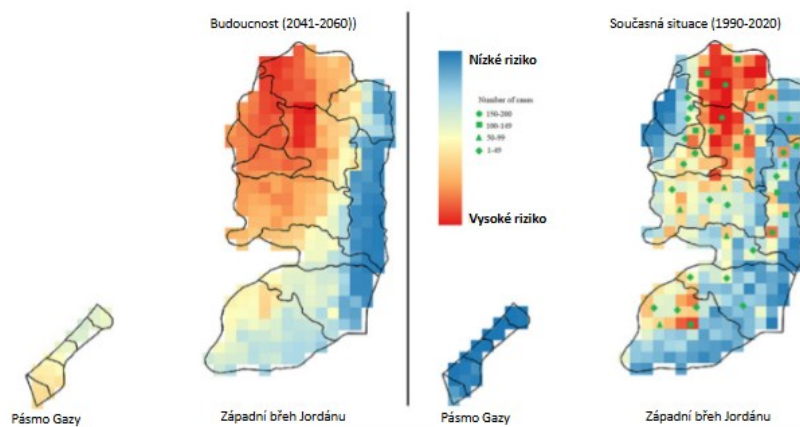 Budoucnost (2041-2060))
Současná situace (1990-2020)
Nízké riziko
Number of cases
150-200
100-149
50-99
1-49
Vysoké riziko
Pásmo Gazy
Západní břeh Jordánu
Pásmo Gazy
Západní břeh Jordánu